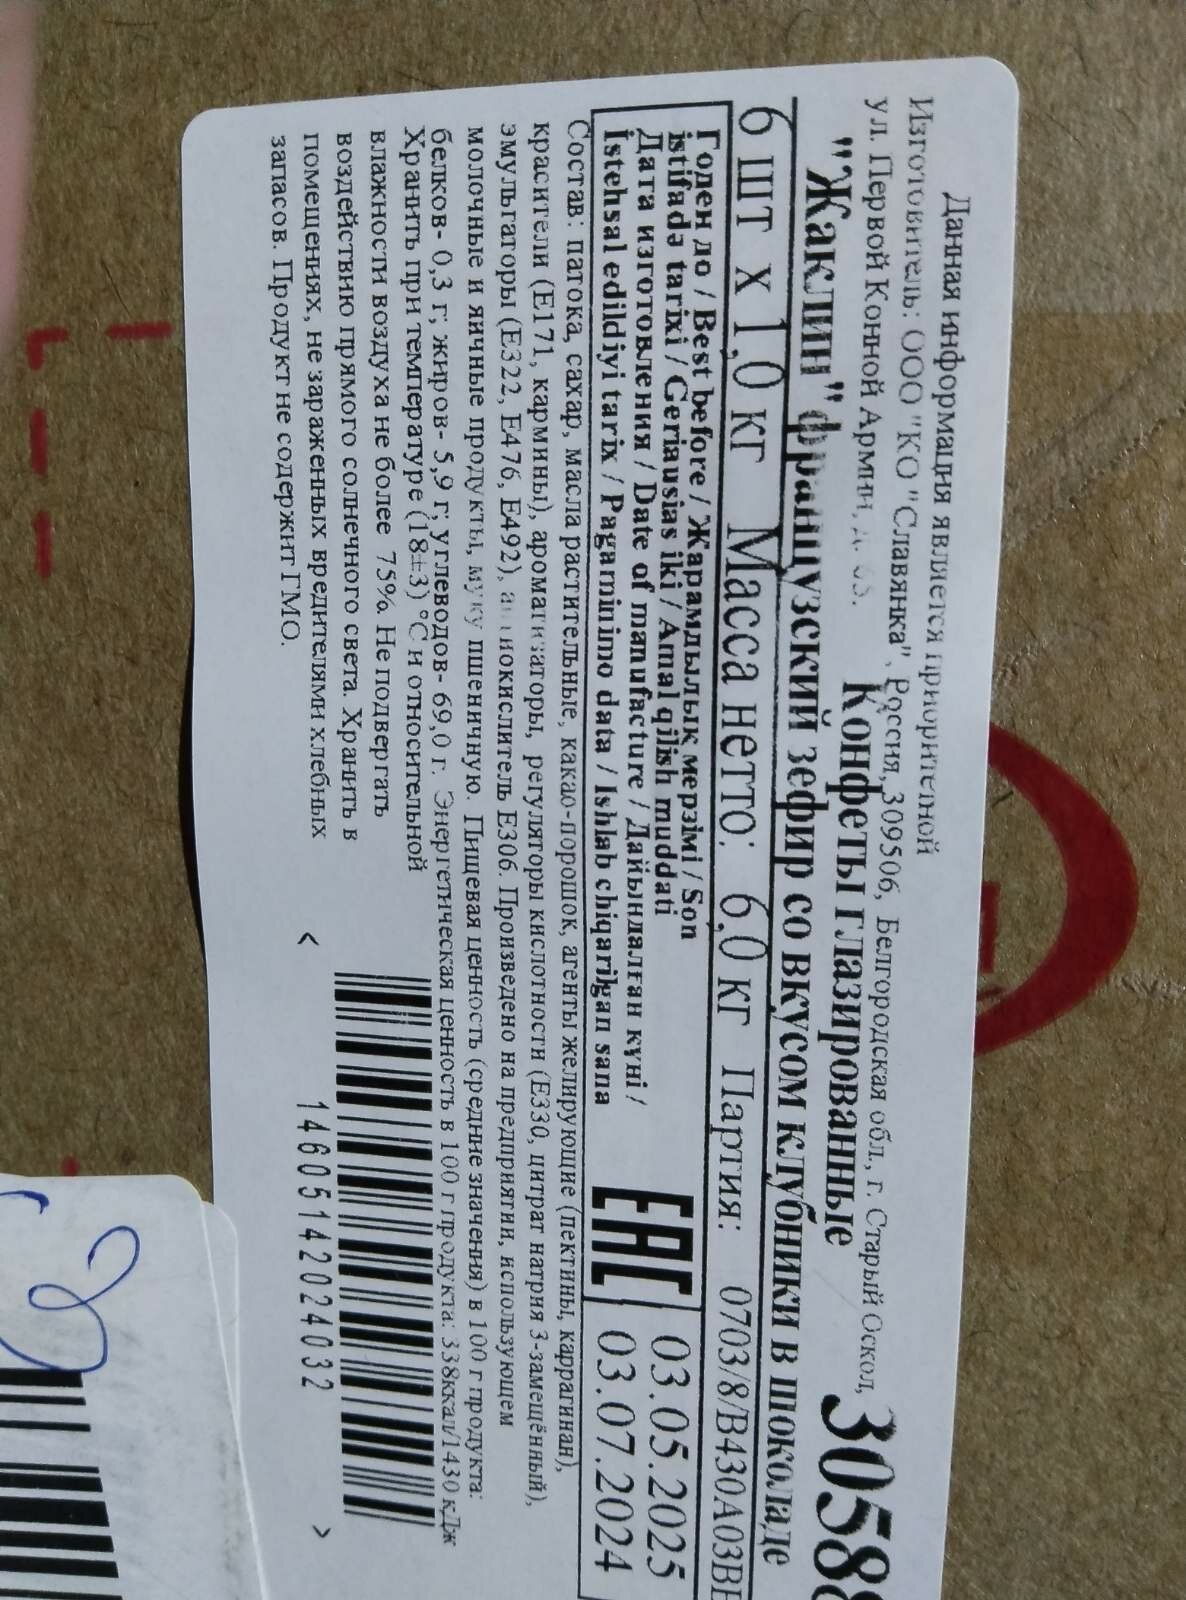 Данная информация является приоритетной
Изготовитель: ООО "КО "Славянка", Россия, 309506, Белгородская обл., г. Старый Оскол,
ул. Первой Конной Армии,
Конфеты глазированные
3058
"Жаклин" французский зефир со вкусом клубники в шоколаде
6 шт х 1,0 кг Масса нетто: 6,0 кг Партия: 0703/8/В430А03ВЕ
Годен до / Best before / Жарамдылық мерзімі / Son
istifadə tarixi / Geriausias iki / Amal qilish muddati
03.05.2025
Дата изготовления / Date of manufacture / Дайындалған күні /
İstehsal edildiyi tarix / Pagaminimo data / Ishlab chiqarilgan sana
EAC
03.07.2024
Состав: патока, сахар, масла растительные, какао-порошок, агенты желирующие (пектины, каррагинан),
красители (Е171, кармины), ароматизаторы, регуляторы кислотности (Е330, цитрат натрия 3-замещённый),
эмульгаторы (Е322, Е476, Е492), антиокислитель Е306. Произведено на предприятии, использующем
молочные и яичные продукты, муку пшеничную. Пищевая ценность (средние значения) в 100 г продукта:
белков- 0,3 г; жиров- 5,9 г; углеводов- 69,0 г. Энергетическая ценность в 100 г продукта: 338ккал/1430 кДж
Хранить при температуре (18±3) °С и относительной
влажности воздуха не более 75%. Не подвергать
воздействию прямого солнечного света. Хранить в
помещениях, не зараженных вредителями хлебных
запасов. Продукт не содержит ГМО.
< 14605142024032 >